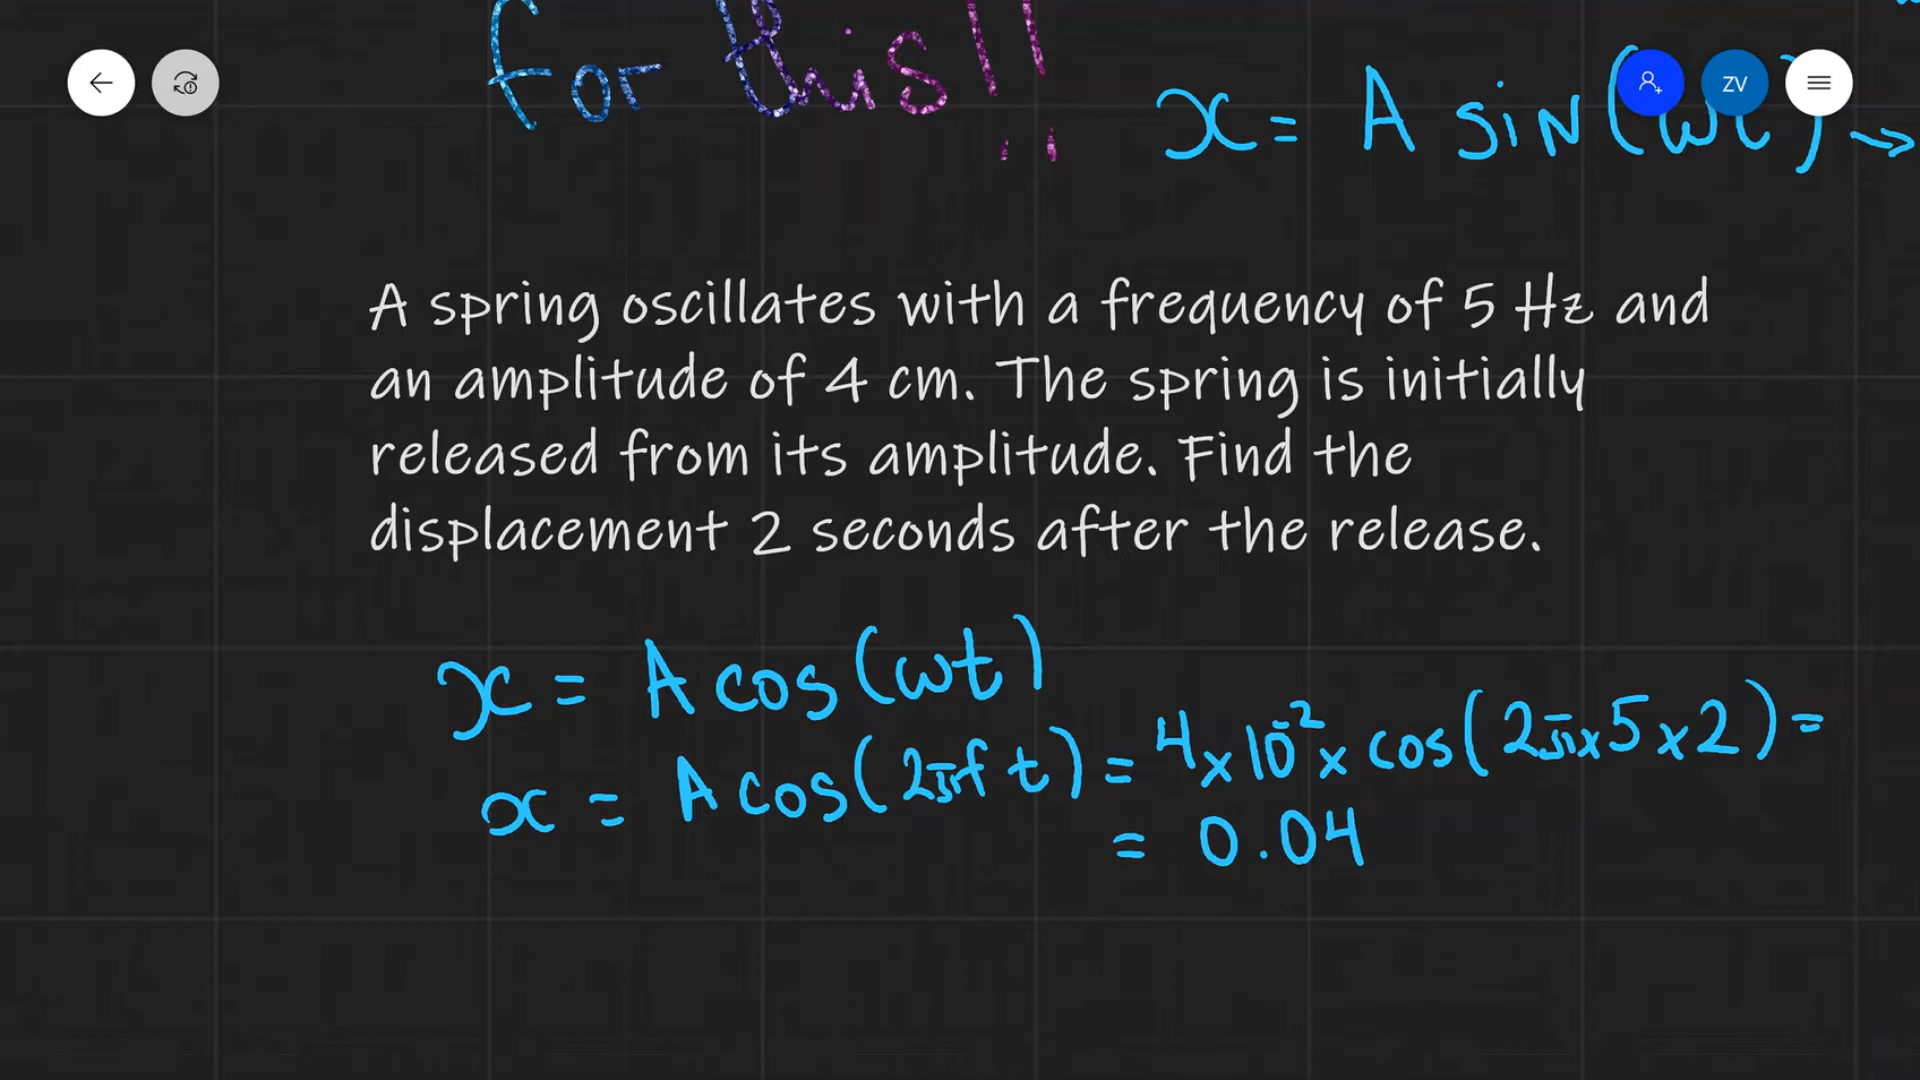 for this!!
x = A sin(ωt) →
ZV
A spring oscillates with a frequency of 5 Hz and
an amplitude of 4 cm. The spring is initially
released from its amplitude. Find the
displacement 2 seconds after the release.
x = A cos(ωt)
x = A cos(2πf t) = 4×10⁻²× cos(2π×5×2) =
= 0.04